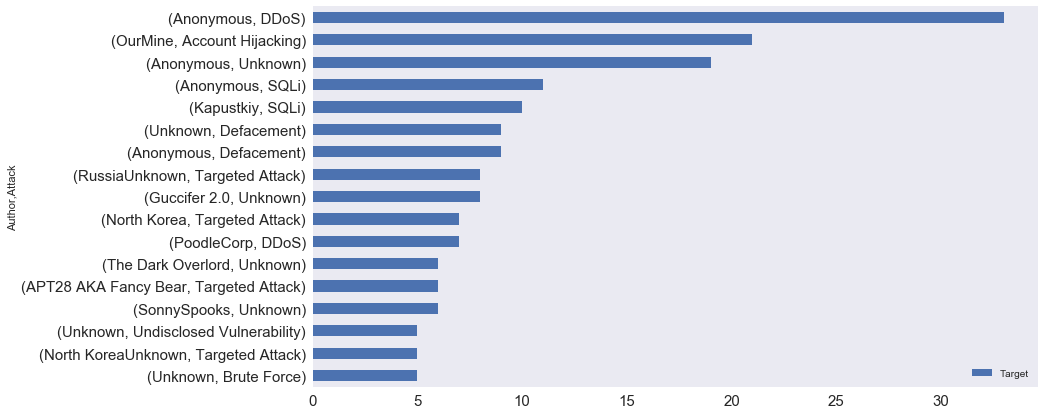 (Anonymous, DDoS)
(OurMine, Account Hijacking)
(Anonymous, Unknown)
(Anonymous, SQLi)
(Kapustkiy, SQLi)
(Unknown, Defacement)
(Anonymous, Defacement)
(RussiaUnknown, Targeted Attack)
(Guccifer 2.0, Unknown)
(North Korea, Targeted Attack)
(PoodleCorp, DDoS)
(The Dark Overlord, Unknown)
(APT28 AKA Fancy Bear, Targeted Attack)
(SonnySpooks, Unknown)
(Unknown, Undisclosed Vulnerability)
(North KoreaUnknown, Targeted Attack)
(Unknown, Brute Force)
Author,Attack
Target
0 5 10 15 20 25 30